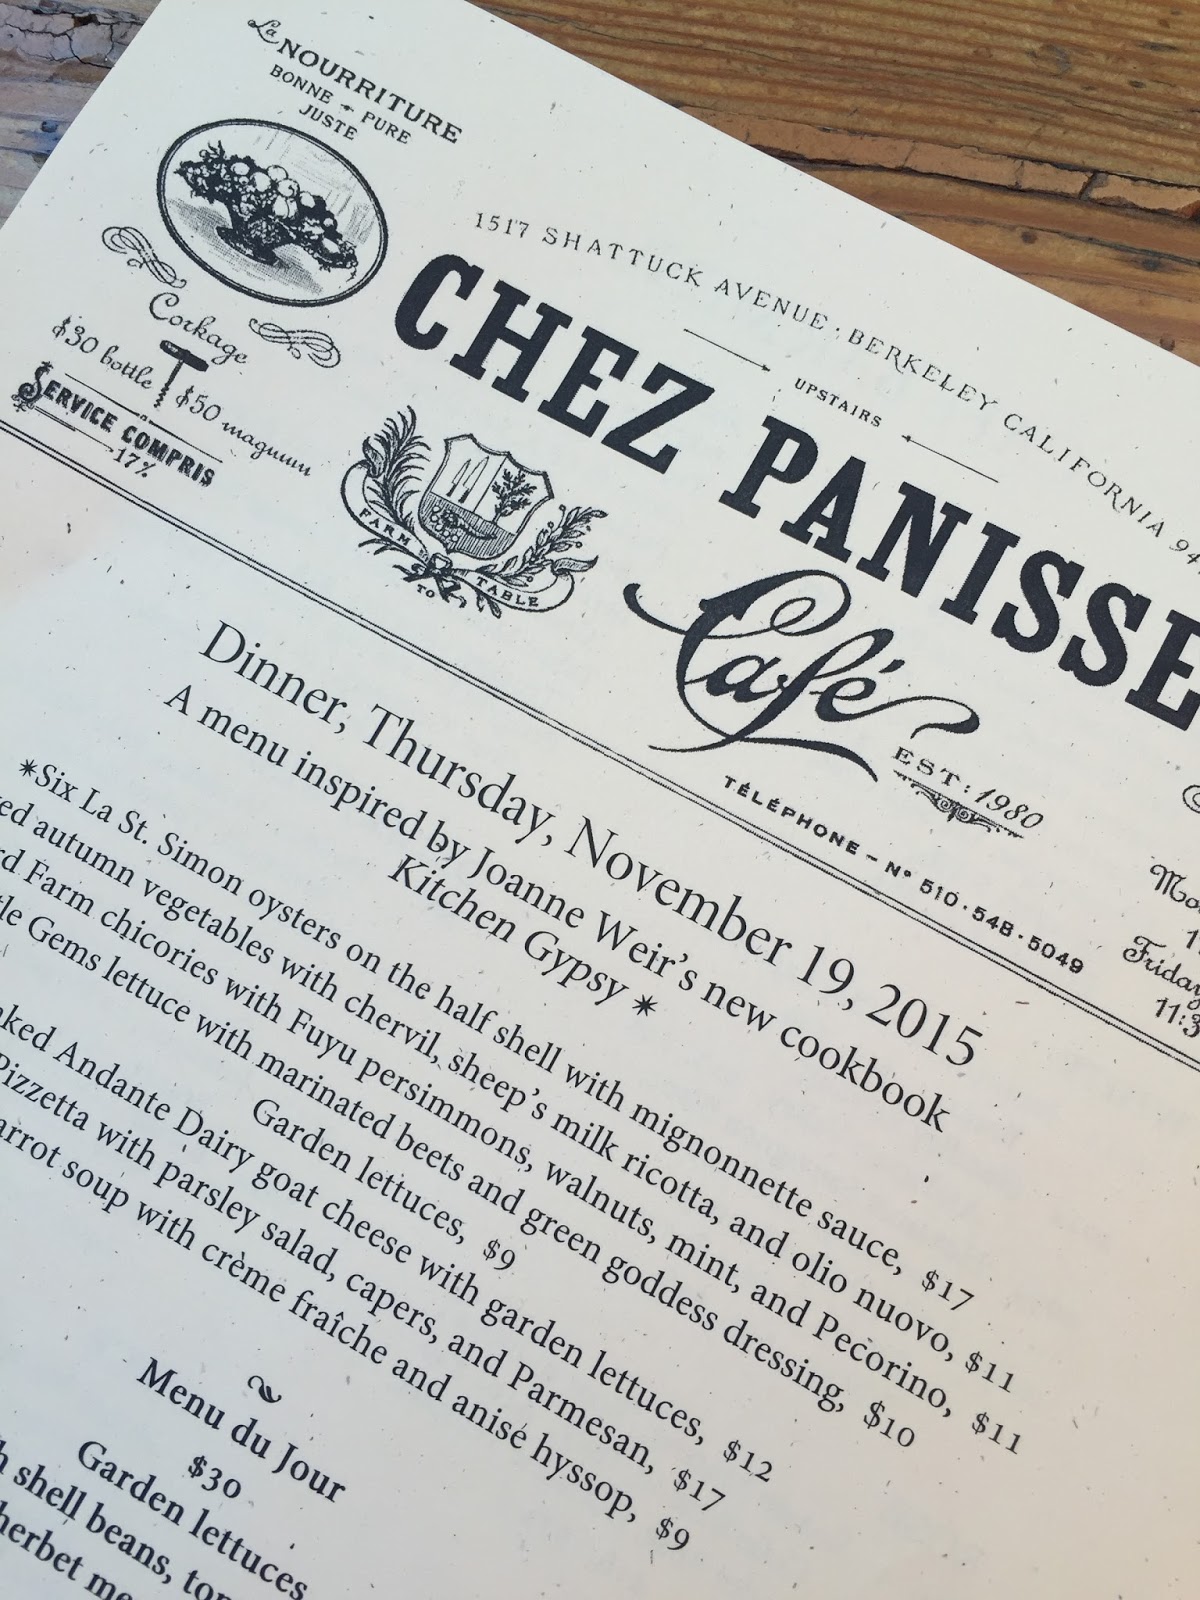 La
NOURRITURE
BONNE PURE
JUSTE
Corkage
$30 bottle $50 magnum
SERVICE COMPRIS
17%
1517 SHATTUCK AVENUE · BERKELEY CALIFORNIA
UPSTAIRS
CHEZ PANISSE
Café
EST: 1980
FARM TO TABLE
TÉLÉPHONE – Nº 510·548·5049
Friday
Dinner, Thursday, November 19, 2015
A menu inspired by Joanne Weir's new cookbook
Kitchen Gypsy *
*Six La St. Simon oysters on the half shell with mignonnette sauce, $17
autumn vegetables with chervil, sheep's milk ricotta, and olio nuovo, $11
Farm chicories with Fuyu persimmons, walnuts, mint, and Pecorino, $11
Gems lettuce with marinated beets and green goddess dressing, $10
Garden lettuces, $9
Andante Dairy goat cheese with garden lettuces, $12
Pizzetta with parsley salad, capers, and Parmesan, $17
soup with crème fraîche and anise hyssop, $9
Menu du Jour
$30
Garden lettuces
shell beans,